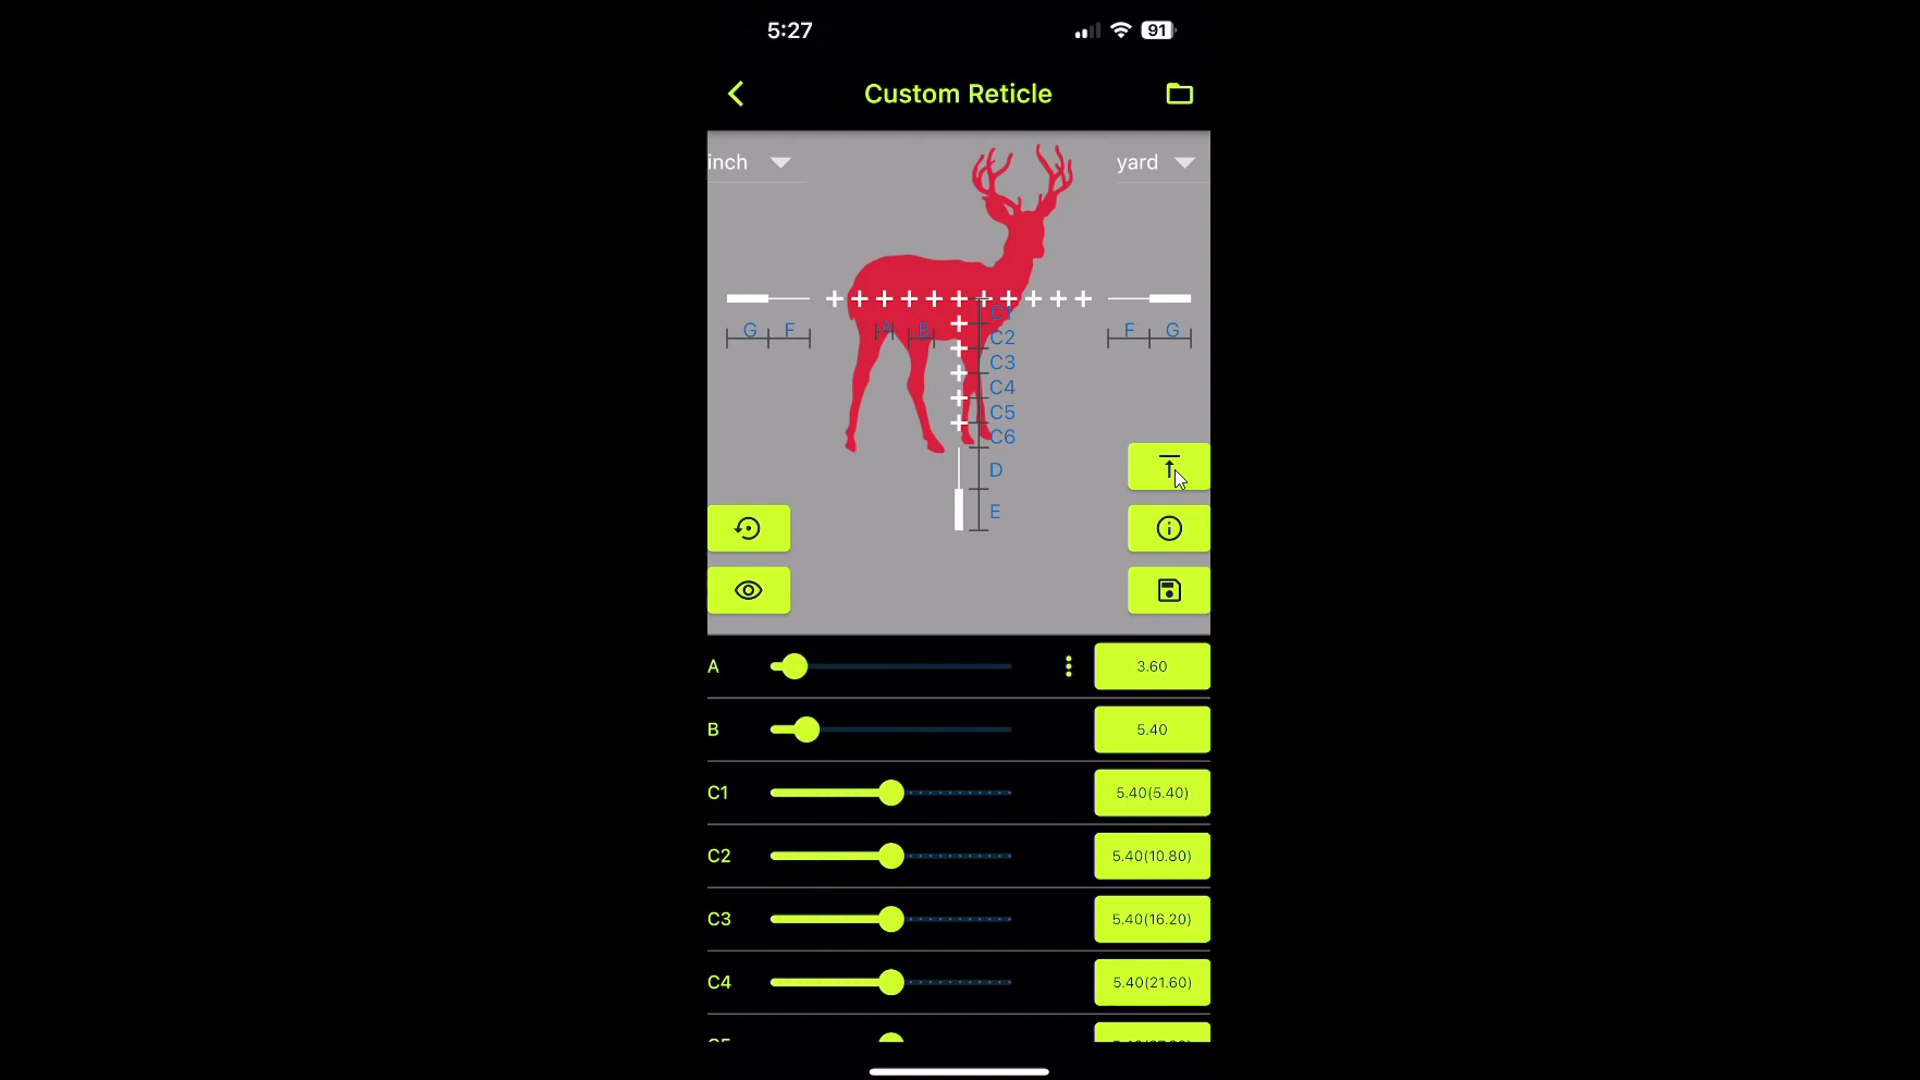 5:27
91
Custom Reticle
inch
yard
G F A B C1 F G
C2
C3
C4
C5
C6
D
E
A 3.60
B 5.40
C1 5.40(5.40)
C2 5.40(10.80)
C3 5.40(16.20)
C4 5.40(21.60)